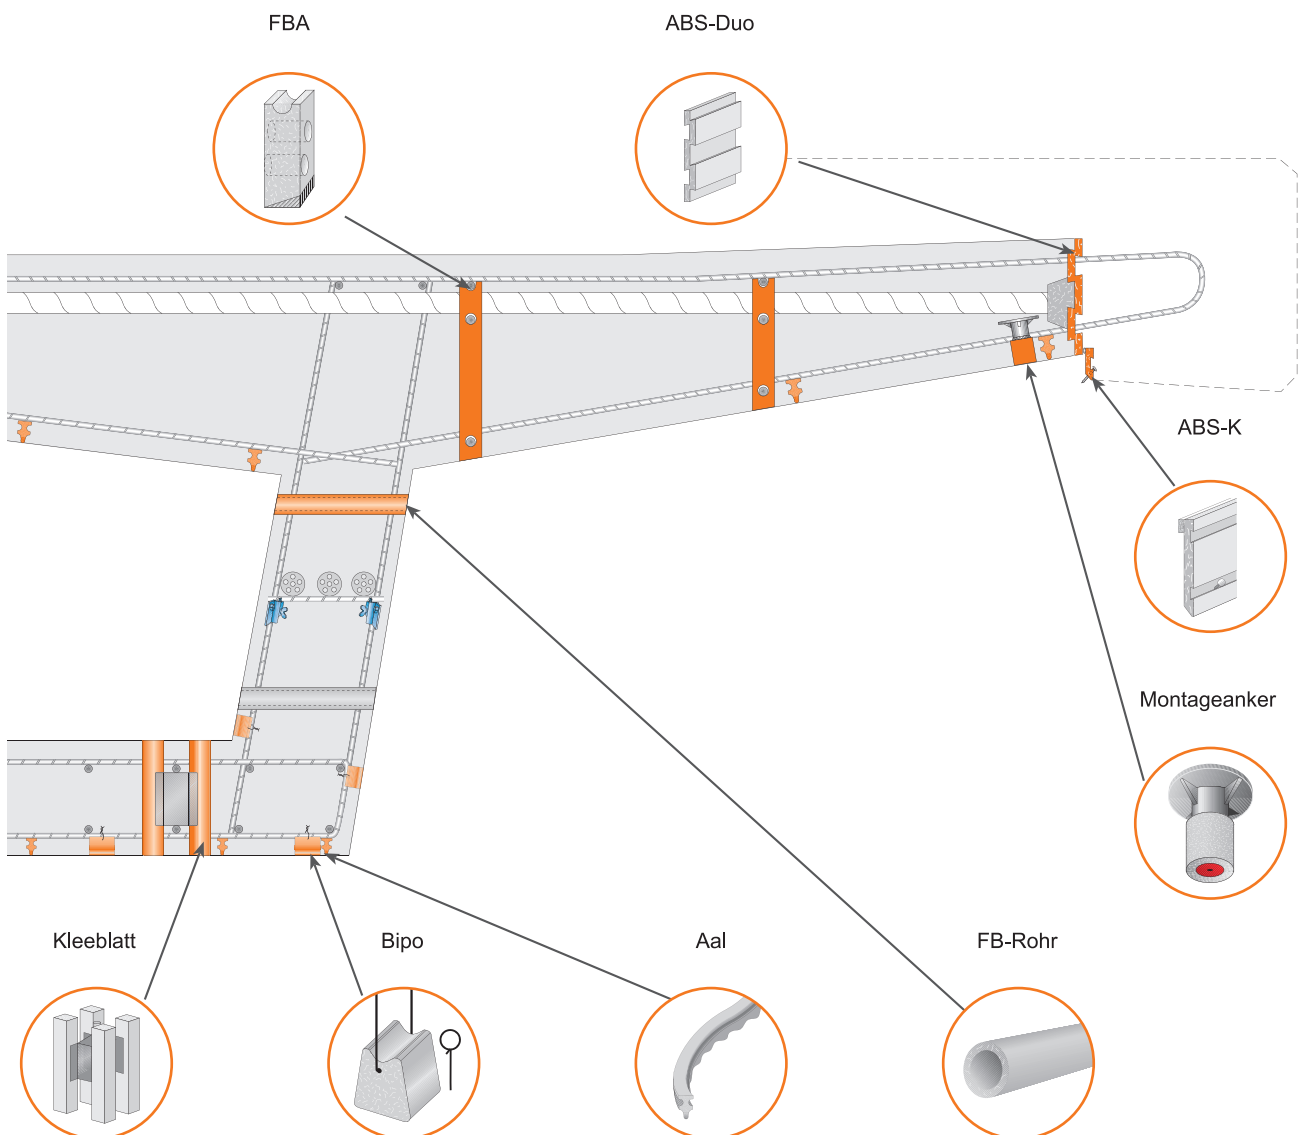 FBA
ABS-Duo
ABS-K
Montageanker
Kleeblatt
Bipo
Aal
FB-Rohr